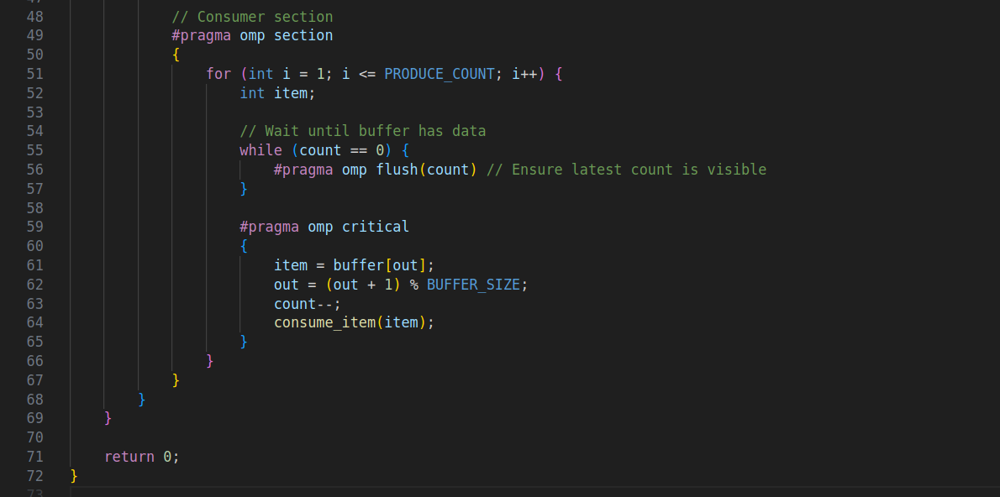 47
48 // Consumer section
49 #pragma omp section
50 {
51 for (int i = 1; i <= PRODUCE_COUNT; i++) {
52 int item;
53
54 // Wait until buffer has data
55 while (count == 0) {
56 #pragma omp flush(count) // Ensure latest count is visible
57 }
58
59 #pragma omp critical
60 {
61 item = buffer[out];
62 out = (out + 1) % BUFFER_SIZE;
63 count--;
64 consume_item(item);
65 }
66 }
67 }
68 }
69 }
70
71 return 0;
72 }
73